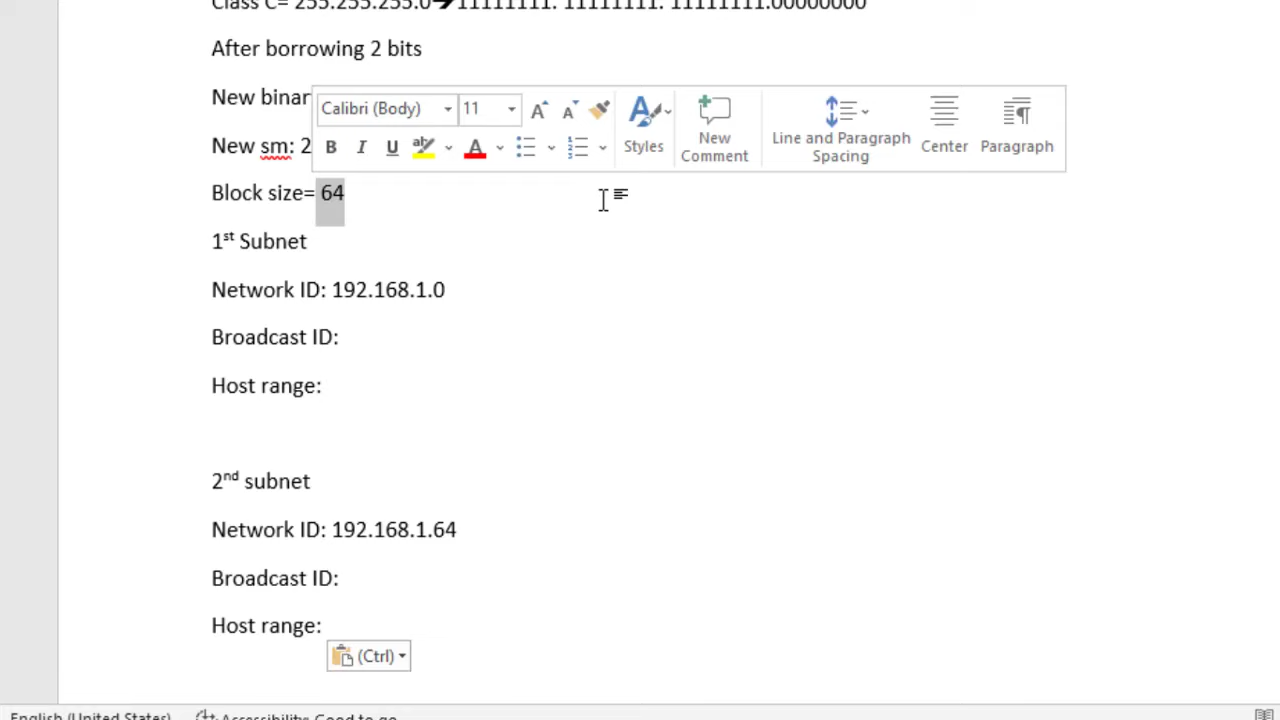 Class C= 255.255.255.0→11111111. 11111111. 11111111.00000000
After borrowing 2 bits
New binar
Calibri (Body) 11
New sm: 2
Styles
New Comment
Line and Paragraph Spacing
Center
Paragraph
Block size= 64
1st Subnet
Network ID: 192.168.1.0
Broadcast ID:
Host range:
2nd subnet
Network ID: 192.168.1.64
Broadcast ID:
Host range:
(Ctrl)
English (United States) Accessibility: Good to go